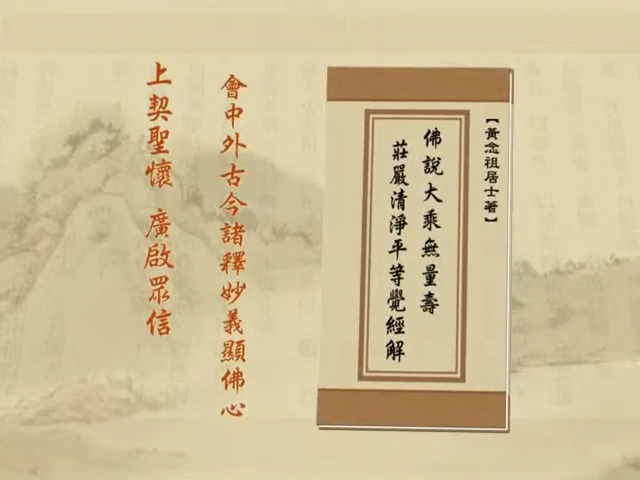 【黃念祖居士著】
佛說大乘無量壽
莊嚴清淨平等覺經解
會中外古今諸釋妙義顯佛心
上契聖懷 廣啟眾信